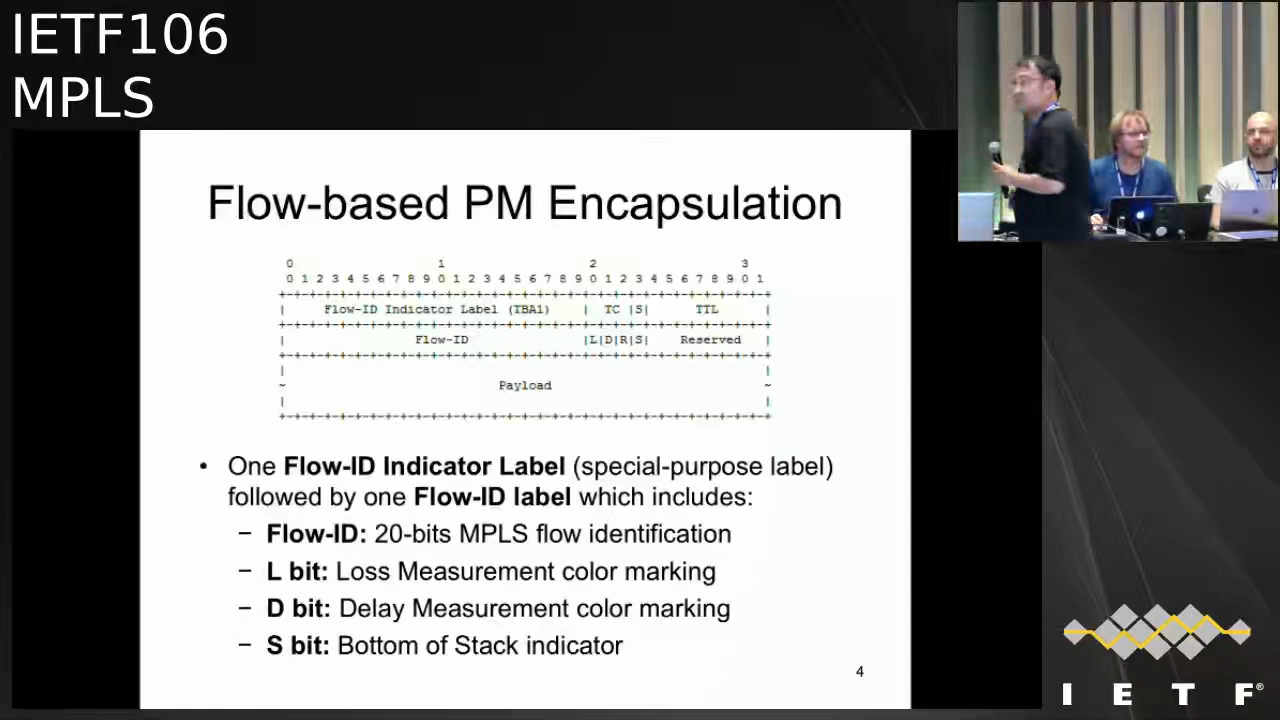 IETF106
MPLS
Flow-based PM Encapsulation
0 1 2 3
0 1 2 3 4 5 6 7 8 9 0 1 2 3 4 5 6 7 8 9 0 1 2 3 4 5 6 7 8 9 0 1
+-+-+-+-+-+-+-+-+-+-+-+-+-+-+-+-+-+-+-+-+-+-+-+-+-+-+-+-+-+-+-+-+
| Flow-ID Indicator Label (TBA1) | TC |S| TTL |
+-+-+-+-+-+-+-+-+-+-+-+-+-+-+-+-+-+-+-+-+-+-+-+-+-+-+-+-+-+-+-+-+
| Flow-ID |L|D|R|S| Reserved |
+-+-+-+-+-+-+-+-+-+-+-+-+-+-+-+-+-+-+-+-+-+-+-+-+-+-+-+-+-+-+-+-+
| |
~ Payload ~
| |
+-+-+-+-+-+-+-+-+-+-+-+-+-+-+-+-+-+-+-+-+-+-+-+-+-+-+-+-+-+-+-+-+
• One Flow-ID Indicator Label (special-purpose label)
followed by one Flow-ID label which includes:
– Flow-ID: 20-bits MPLS flow identification
– L bit: Loss Measurement color marking
– D bit: Delay Measurement color marking
– S bit: Bottom of Stack indicator
4
I E T F®